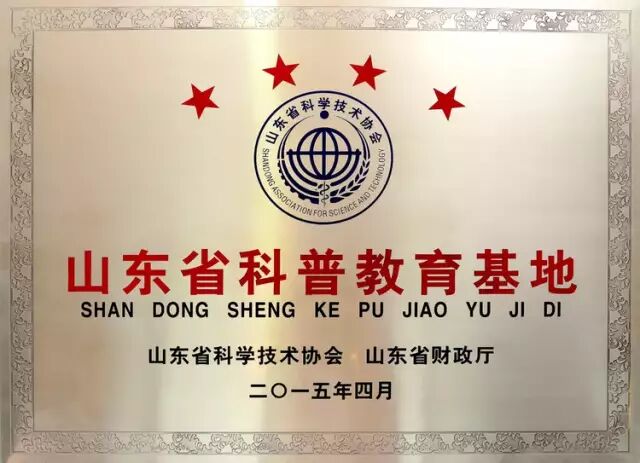 山东省科学技术协会
SHANDONG ASSOCIATION FOR SCIENCE AND TECHNOLOGY
山东省科普教育基地
SHAN DONG SHENG KE PU JIAO YU JI DI
山东省科学技术协会 山东省财政厅
二〇一五年四月